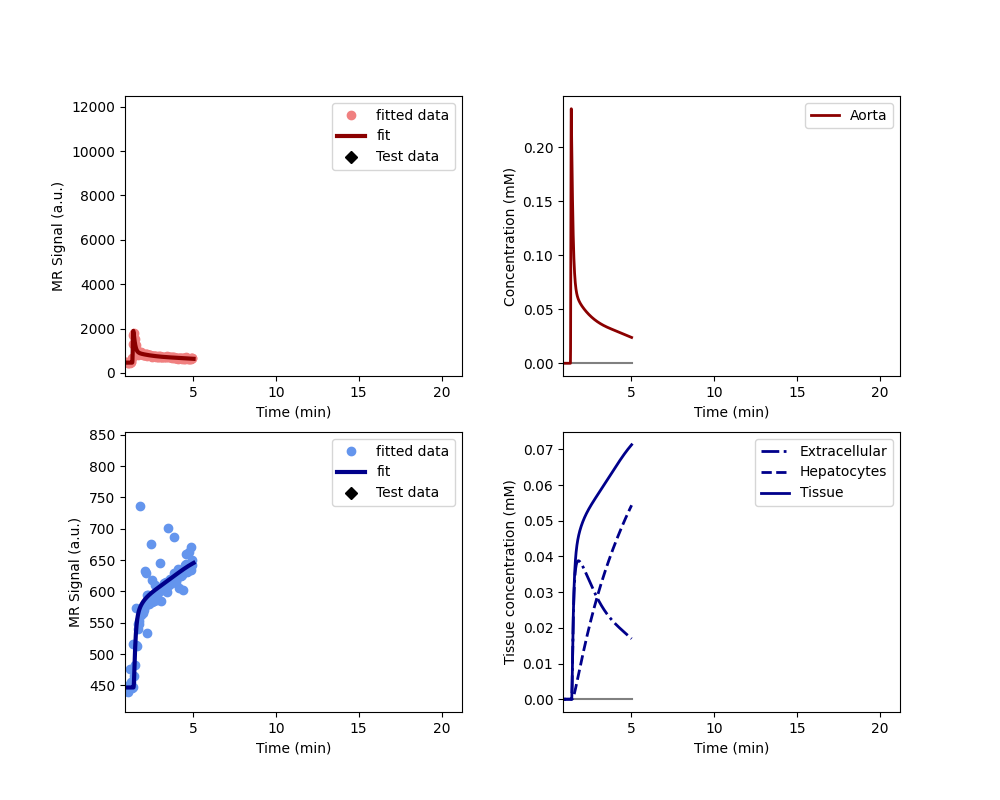 12000
10000
8000
6000
4000
2000
0
MR Signal (a.u.)
fitted data
fit
Test data
5
10
15
20
Time (min)
0.20
0.15
0.10
0.05
0.00
Concentration (mM)
Aorta
5
10
15
20
Time (min)
850
800
750
700
650
600
550
500
450
MR Signal (a.u.)
fitted data
fit
Test data
5
10
15
20
Time (min)
0.07
0.06
0.05
0.04
0.03
0.02
0.01
0.00
Tissue concentration (mM)
Extracellular
Hepatocytes
Tissue
5
10
15
20
Time (min)